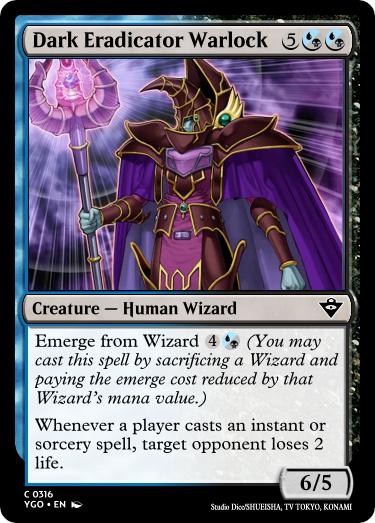 Dark Eradicator Warlock 5
Creature — Human Wizard
Emerge from Wizard 4 (You may
cast this spell by sacrificing a Wizard and
paying the emerge cost reduced by that
Wizard's mana value.)
Whenever a player casts an instant or
sorcery spell, target opponent loses 2
life.
6/5
C 0316
YGO • EN
Studio Dice/SHUEISHA, TV TOKYO, KONAMI